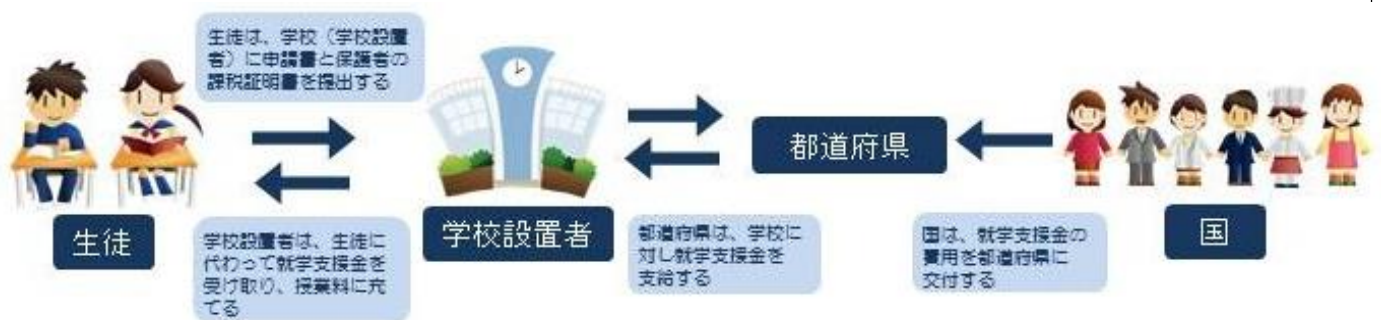 生徒は、学校（学校設置
者）に申請書と保護者の
課税証明書を提出する
生徒
学校設置者は、生徒に
代わって就学支援金を
受け取り、授業料に充
てる
学校設置者
都道府県は、学校に
対し就学支援金を
支給する
都道府県
国は、就学支援金の
費用を都道府県に
交付する
国